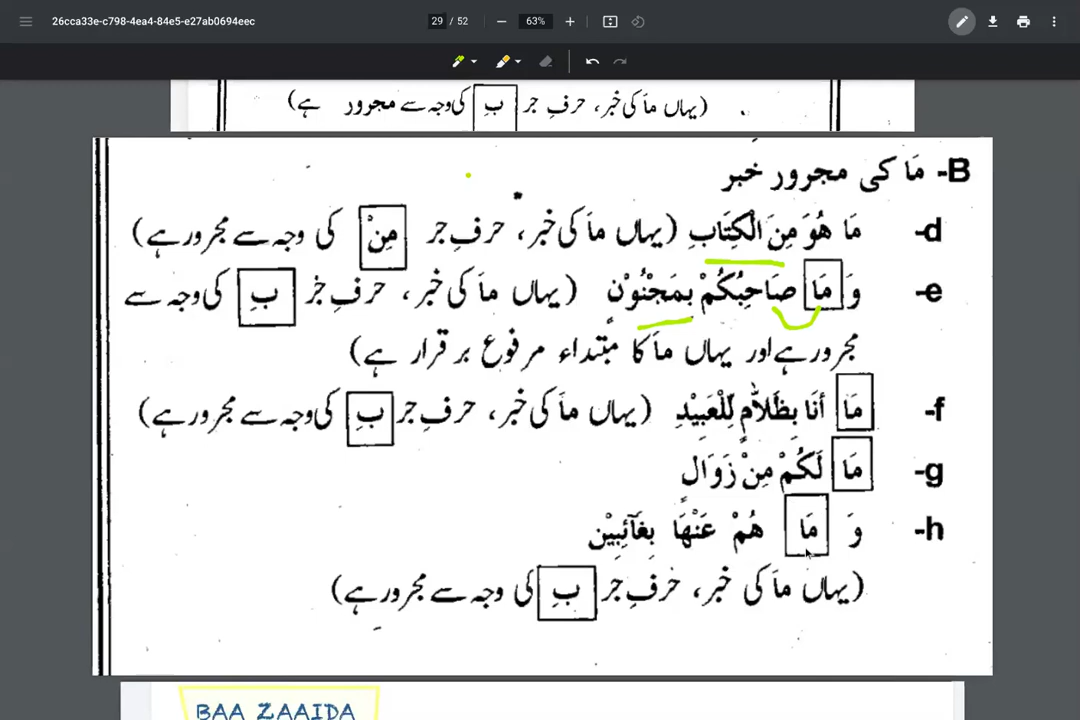 26cca33e-c798-4ea4-84e5-e27ab0694eec 29 / 52 63%
(یہاں مَا کی خبر، حرفِ جر بِ کی وجہ سے مجرور ہے)
B- مَا کی مجرور خبر
d- مَا هُوَ مِنَ الْكِتَابِ (یہاں مَا کی خبر، حرفِ جر مِنْ کی وجہ سے مجرور ہے)
e- وَ مَا صَاحِبُكُمْ بِمَجْنُوْنٍ (یہاں مَا کی خبر، حرفِ جر بِ کی وجہ سے
مجرور ہے اور یہاں مَا کا مبتداء مرفوع برقرار ہے)
f- مَا أَنَا بِظَلاَّمٍ لِّلْعَبِيْدِ (یہاں مَا کی خبر، حرفِ جر بِ کی وجہ سے مجرور ہے)
g- مَا لَكُمْ مِنْ زَوَالٍ
h- وَ مَا هُمْ عَنْهَا بِغَآئِبِيْن
(یہاں مَا کی خبر، حرفِ جر بِ کی وجہ سے مجرور ہے)
BAA ZAAIDA